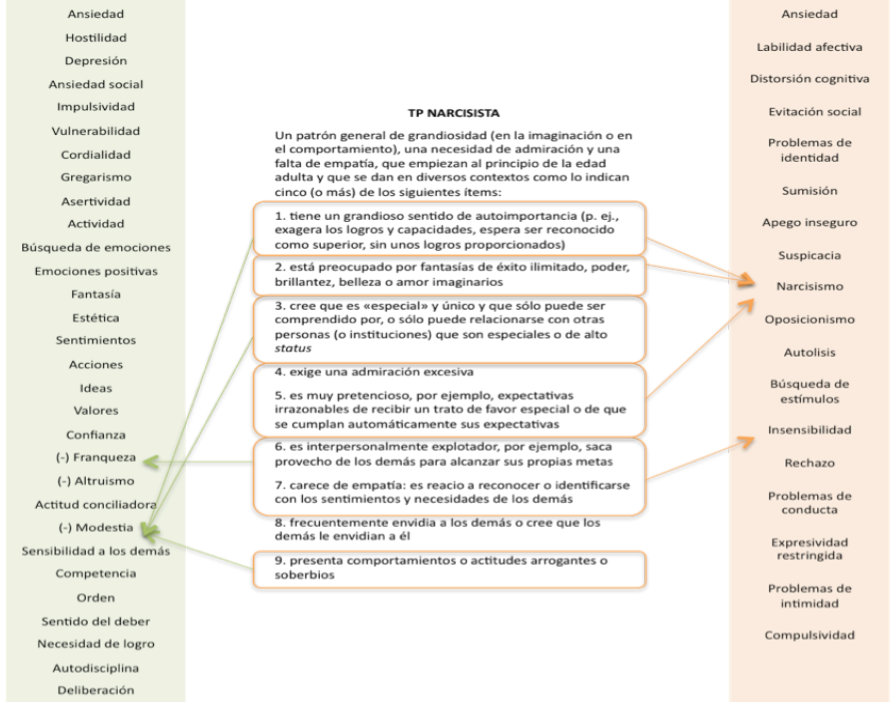 Ansiedad
Hostilidad
Depresión
Ansiedad social
Impulsividad
Vulnerabilidad
Cordialidad
Gregarismo
Asertividad
Actividad
Búsqueda de emociones
Emociones positivas
Fantasía
Estética
Sentimientos
Acciones
Ideas
Valores
Confianza
(-) Franqueza
(-) Altruismo
Actitud conciliadora
(-) Modestia
Sensibilidad a los demás
Competencia
Orden
Sentido del deber
Necesidad de logro
Autodisciplina
Deliberación
TP NARCISISTA
Un patrón general de grandiosidad (en la imaginación o en
el comportamiento), una necesidad de admiración y una
falta de empatía, que empiezan al principio de la edad
adulta y que se dan en diversos contextos como lo indican
cinco (o más) de los siguientes ítems:
1. tiene un grandioso sentido de autoimportancia (p. ej.,
exagera los logros y capacidades, espera ser reconocido
como superior, sin unos logros proporcionados)
2. está preocupado por fantasías de éxito ilimitado, poder,
brillantez, belleza o amor imaginarios
3. cree que es «especial» y único y que sólo puede ser
comprendido por, o sólo puede relacionarse con otras
personas (o instituciones) que son especiales o de alto
status
4. exige una admiración excesiva
5. es muy pretencioso, por ejemplo, expectativas
irrazonables de recibir un trato de favor especial o de que
se cumplan automáticamente sus expectativas
6. es interpersonalmente explotador, por ejemplo, saca
provecho de los demás para alcanzar sus propias metas
7. carece de empatía: es reacio a reconocer o identificarse
con los sentimientos y necesidades de los demás
8. frecuentemente envidia a los demás o cree que los
demás le envidian a él
9. presenta comportamientos o actitudes arrogantes o
soberbios
Ansiedad
Labilidad afectiva
Distorsión cognitiva
Evitación social
Problemas de
identidad
Sumisión
Apego inseguro
Suspicacia
Narcisismo
Oposicionismo
Autolisis
Búsqueda de
estímulos
Insensibilidad
Rechazo
Problemas de
conducta
Expresividad
restringida
Problemas de
intimidad
Compulsividad